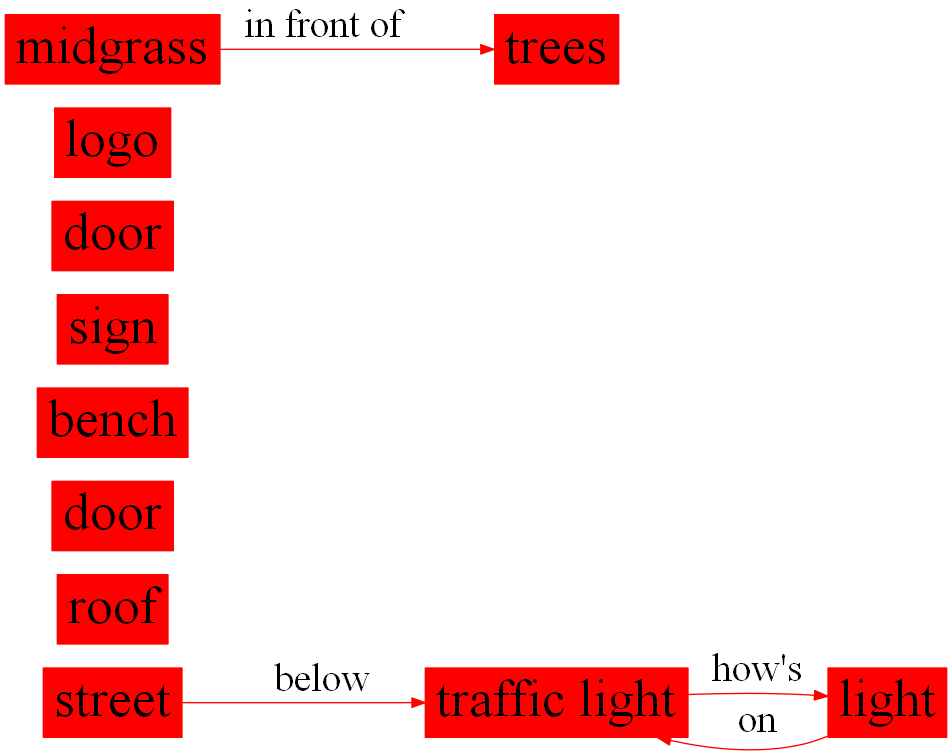 midgrass in front of trees
logo
door
sign
bench
door
roof
street below traffic light how's light
on